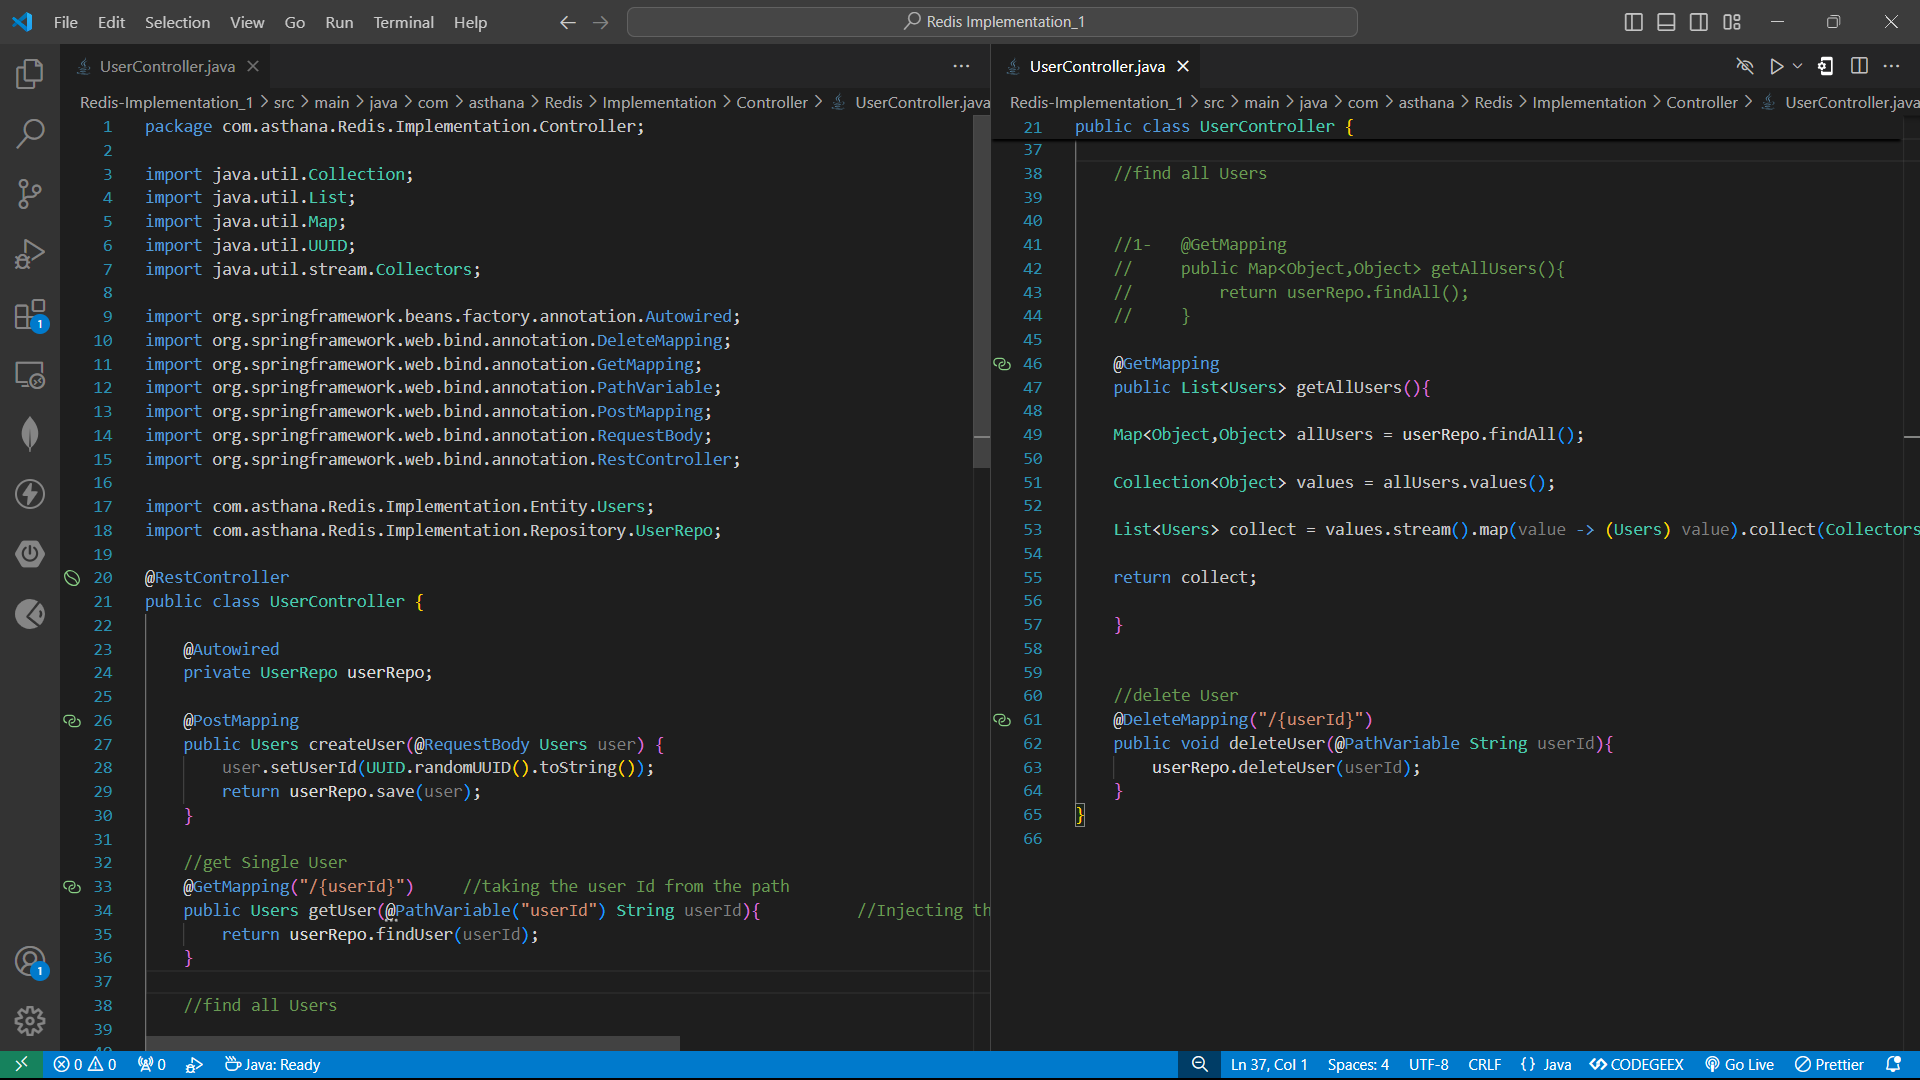 File Edit Selection View Go Run Terminal Help
Redis Implementation_1
UserController.java
Redis-Implementation_1 > src > main > java > com > asthana > Redis > Implementation > Controller > UserController.java
1 package com.asthana.Redis.Implementation.Controller;
2
3 import java.util.Collection;
4 import java.util.List;
5 import java.util.Map;
6 import java.util.UUID;
7 import java.util.stream.Collectors;
8
9 import org.springframework.beans.factory.annotation.Autowired;
10 import org.springframework.web.bind.annotation.DeleteMapping;
11 import org.springframework.web.bind.annotation.GetMapping;
12 import org.springframework.web.bind.annotation.PathVariable;
13 import org.springframework.web.bind.annotation.PostMapping;
14 import org.springframework.web.bind.annotation.RequestBody;
15 import org.springframework.web.bind.annotation.RestController;
16
17 import com.asthana.Redis.Implementation.Entity.Users;
18 import com.asthana.Redis.Implementation.Repository.UserRepo;
19
20 @RestController
21 public class UserController {
22
23 @Autowired
24 private UserRepo userRepo;
25
26 @PostMapping
27 public Users createUser(@RequestBody Users user) {
28 user.setUserId(UUID.randomUUID().toString());
29 return userRepo.save(user);
30 }
31
32 //get Single User
33 @GetMapping("/{userId}") //taking the user Id from the path
34 public Users getUser(@PathVariable("userId") String userId){ //Injecting th
35 return userRepo.findUser(userId);
36 }
37
38 //find all Users
39
UserController.java
Redis-Implementation_1 > src > main > java > com > asthana > Redis > Implementation > Controller > UserController.java
21 public class UserController {
37
38 //find all Users
39
40
41 //1- @GetMapping
42 // public Map<Object,Object> getAllUsers(){
43 // return userRepo.findAll();
44 // }
45
46 @GetMapping
47 public List<Users> getAllUsers(){
48
49 Map<Object,Object> allUsers = userRepo.findAll();
50
51 Collection<Object> values = allUsers.values();
52
53 List<Users> collect = values.stream().map(value -> (Users) value).collect(Collectors
54
55 return collect;
56
57 }
58
59
60 //delete User
61 @DeleteMapping("/{userId}")
62 public void deleteUser(@PathVariable String userId){
63 userRepo.deleteUser(userId);
64 }
65 }
66
1
1
0 0 0 Java: Ready Ln 37, Col 1 Spaces: 4 UTF-8 CRLF {} Java CODEGEEX Go Live Prettier